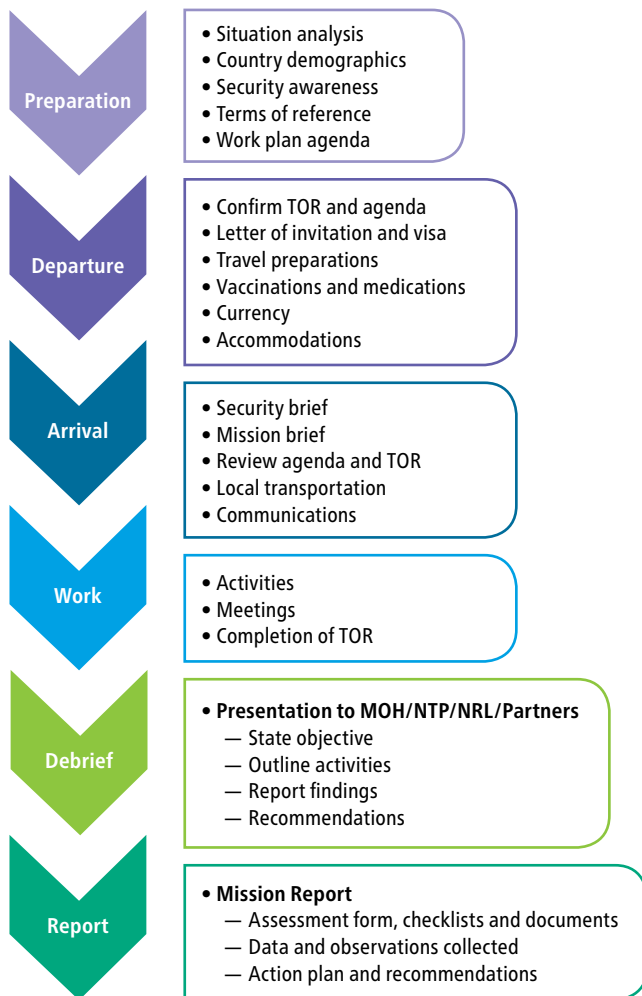 Preparation
• Situation analysis
• Country demographics
• Security awareness
• Terms of reference
• Work plan agenda
Departure
• Confirm TOR and agenda
• Letter of invitation and visa
• Travel preparations
• Vaccinations and medications
• Currency
• Accommodations
Arrival
• Security brief
• Mission brief
• Review agenda and TOR
• Local transportation
• Communications
Work
• Activities
• Meetings
• Completion of TOR
Debrief
• Presentation to MOH/NTP/NRL/Partners
— State objective
— Outline activities
— Report findings
— Recommendations
Report
• Mission Report
— Assessment form, checklists and documents
— Data and observations collected
— Action plan and recommendations